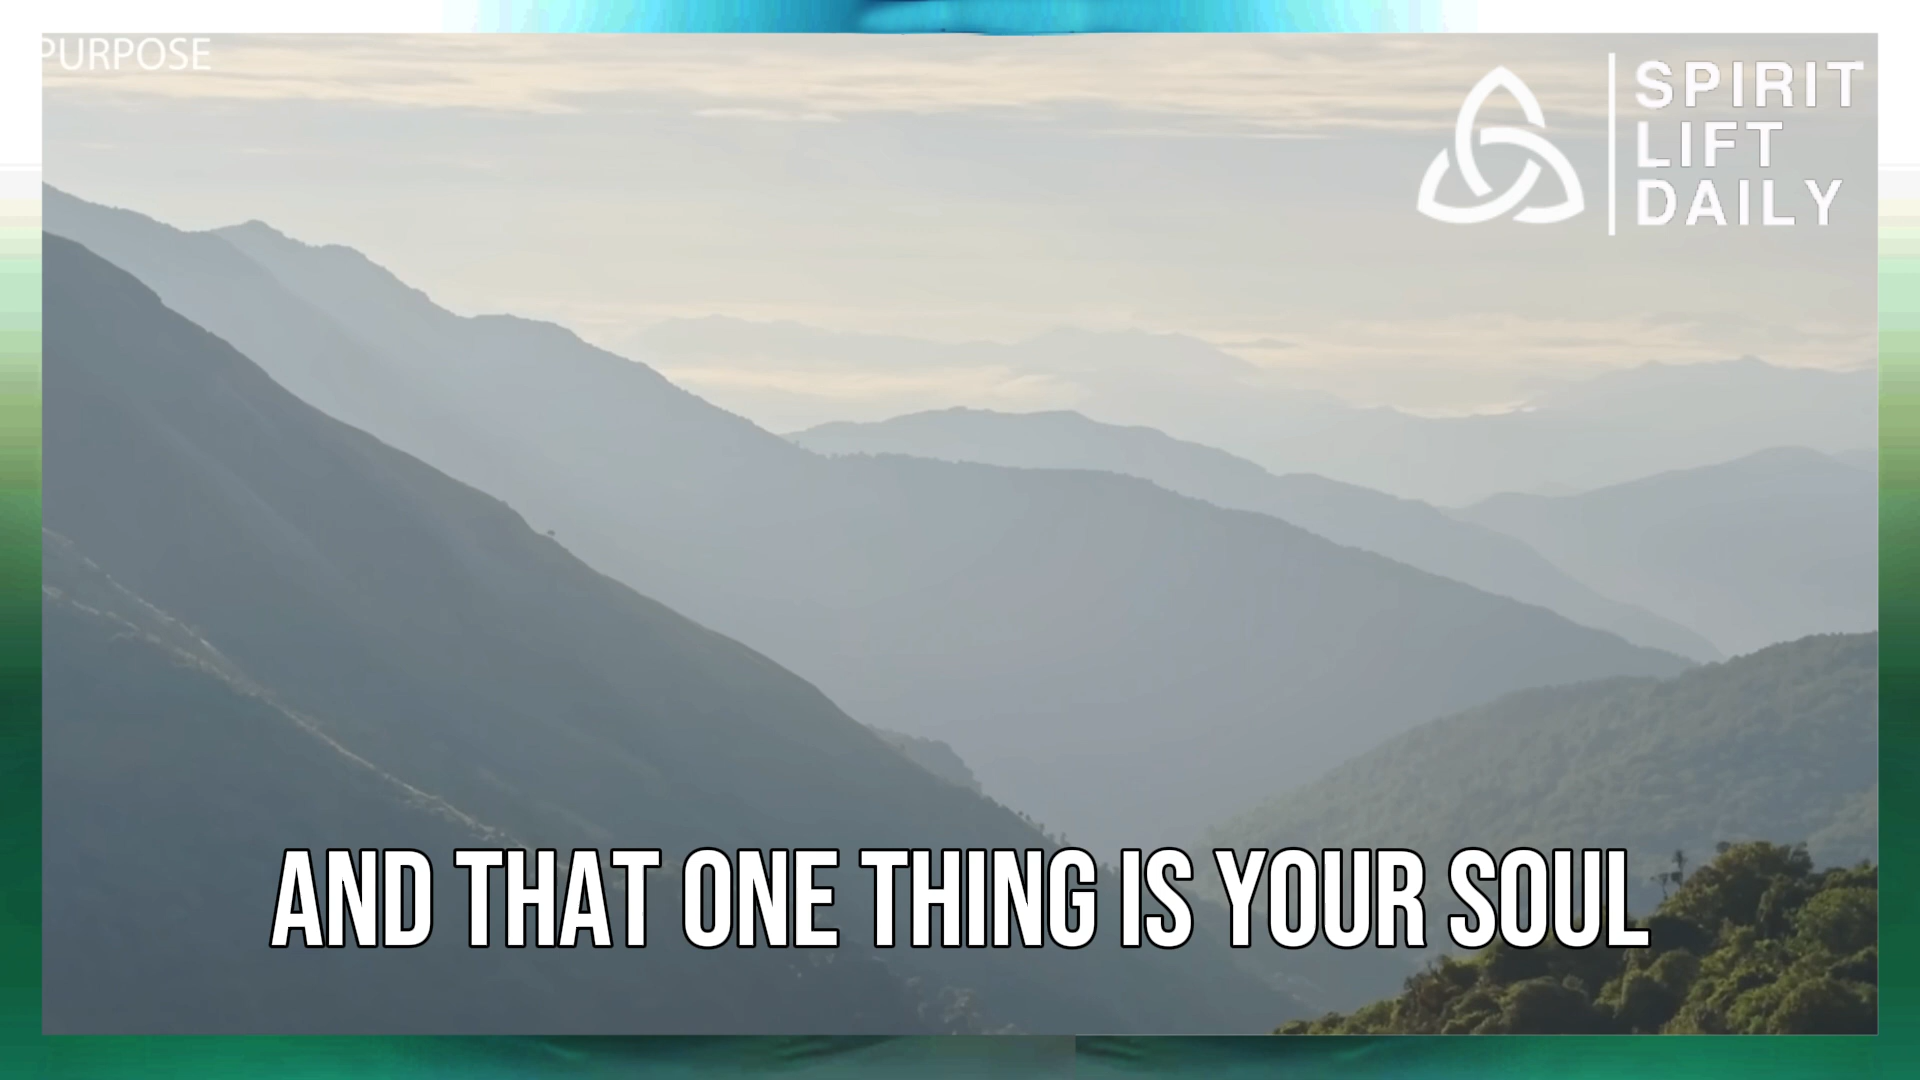 PURPOSE
SPIRIT
LIFT
DAILY
AND THAT ONE THING IS YOUR SOUL